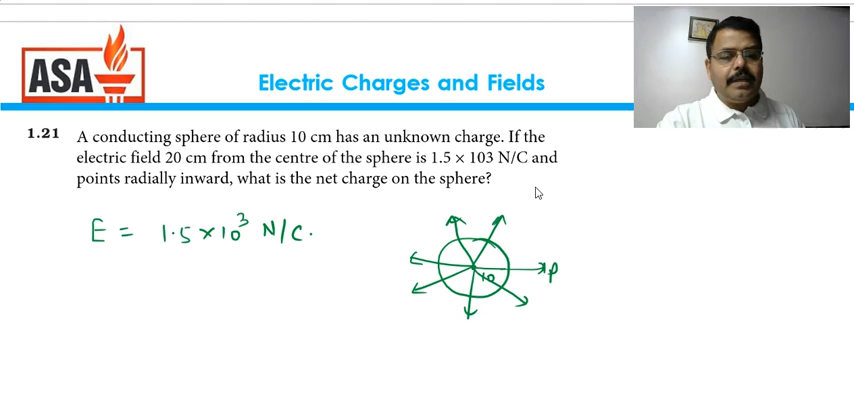 ASA
Electric Charges and Fields
1.21 A conducting sphere of radius 10 cm has an unknown charge. If the
electric field 20 cm from the centre of the sphere is 1.5 × 103 N/C and
points radially inward, what is the net charge on the sphere?
E = 1.5 × 10³ N/C.
10
P